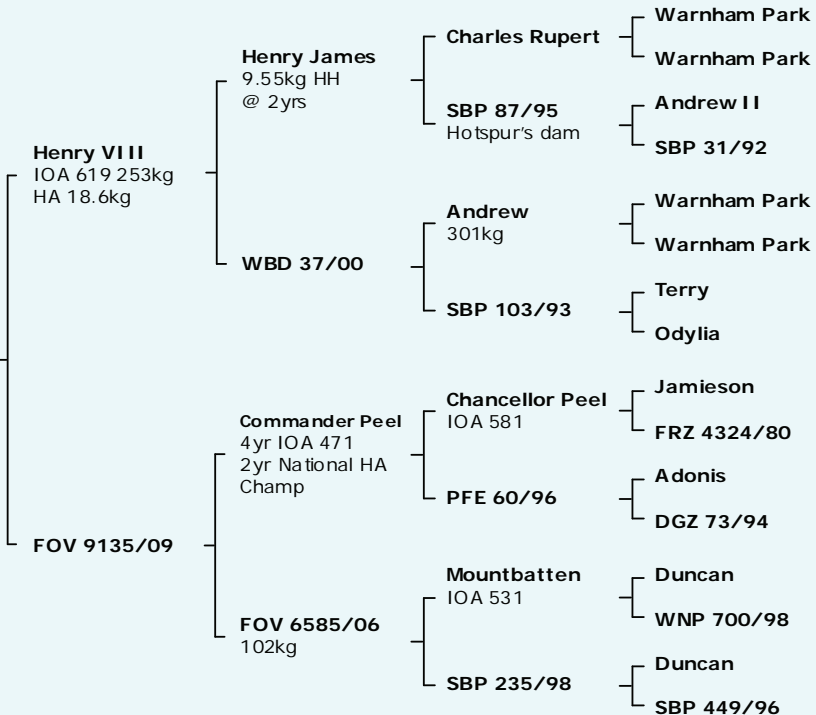 Henry VIII
IOA 619 253kg
HA 18.6kg
FOV 9135/09
Henry James
9.55kg HH
@ 2yrs
WBD 37/00
Commander Peel
4yr IOA 471
2yr National HA
Champ
FOV 6585/06
102kg
Charles Rupert
SBP 87/95
Hotspur's dam
Andrew
301kg
SBP 103/93
Chancellor Peel
IOA 581
PFE 60/96
Mountbatten
IOA 531
SBP 235/98
Warnham Park
Warnham Park
Andrew II
SBP 31/92
Warnham Park
Warnham Park
Terry
Odylia
Jamieson
FRZ 4324/80
Adonis
DGZ 73/94
Duncan
WNP 700/98
Duncan
SBP 449/96